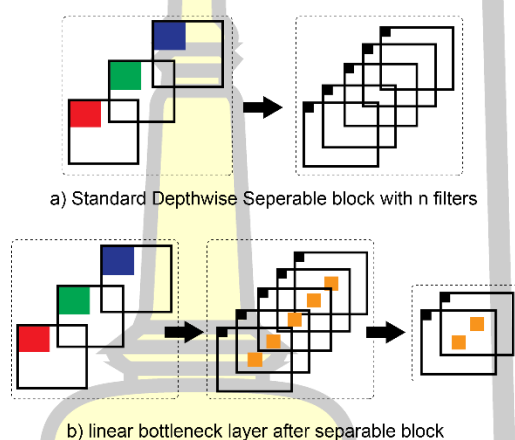 a) Standard Depthwise Seperable block with n filters
b) linear bottleneck layer after separable block